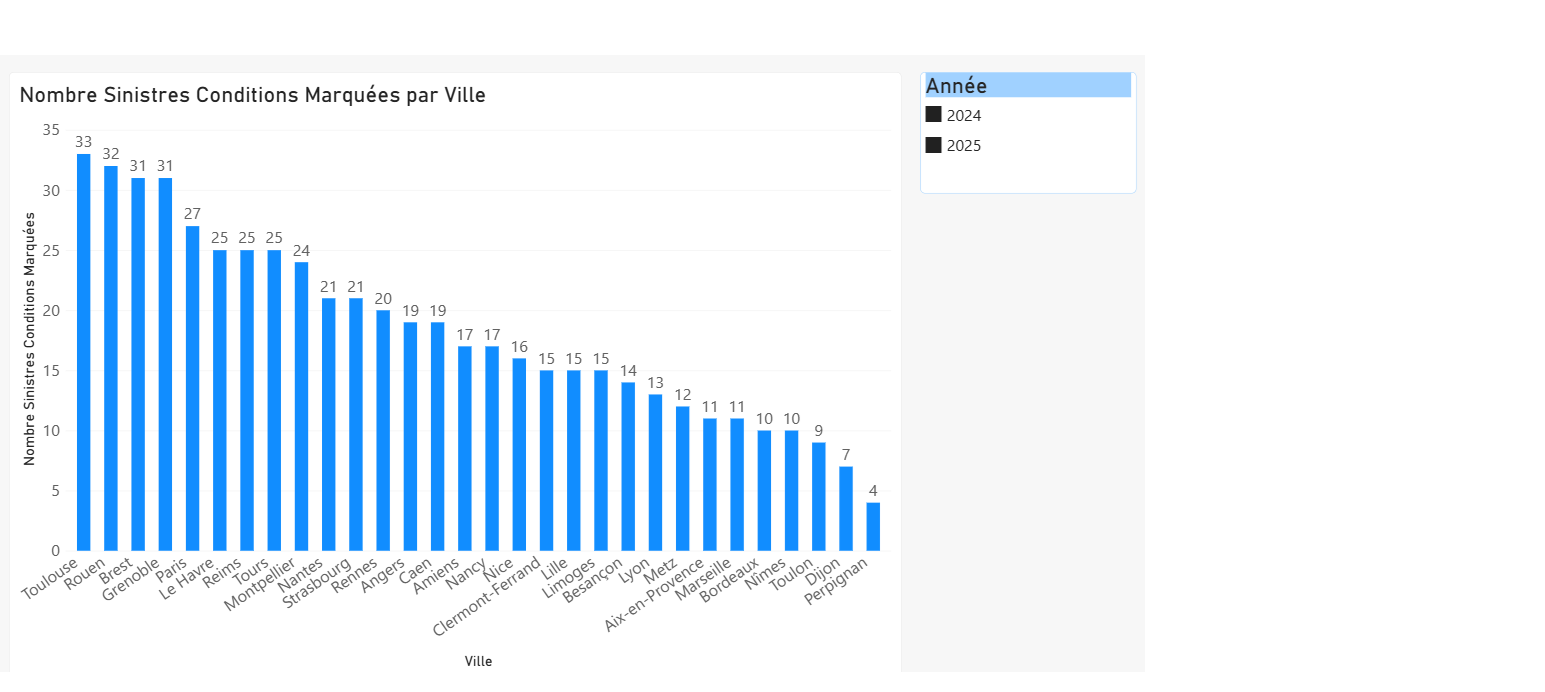 Nombre Sinistres Conditions Marquées par Ville
Année
2024
2025
Nombre Sinistres Conditions Marquées
35
30
25
20
15
10
5
0
33
32
31
31
27
25
25
25
24
21
21
20
19
19
17
17
16
15
15
15
14
13
12
11
11
10
10
9
7
4
Toulouse
Rouen
Brest
Grenoble
Paris
Le Havre
Reims
Tours
Montpellier
Nantes
Strasbourg
Rennes
Angers
Caen
Amiens
Nancy
Nice
Clermont-Ferrand
Lille
Limoges
Besançon
Lyon
Metz
Aix-en-Provence
Marseille
Bordeaux
Nîmes
Toulon
Dijon
Perpignan
Ville